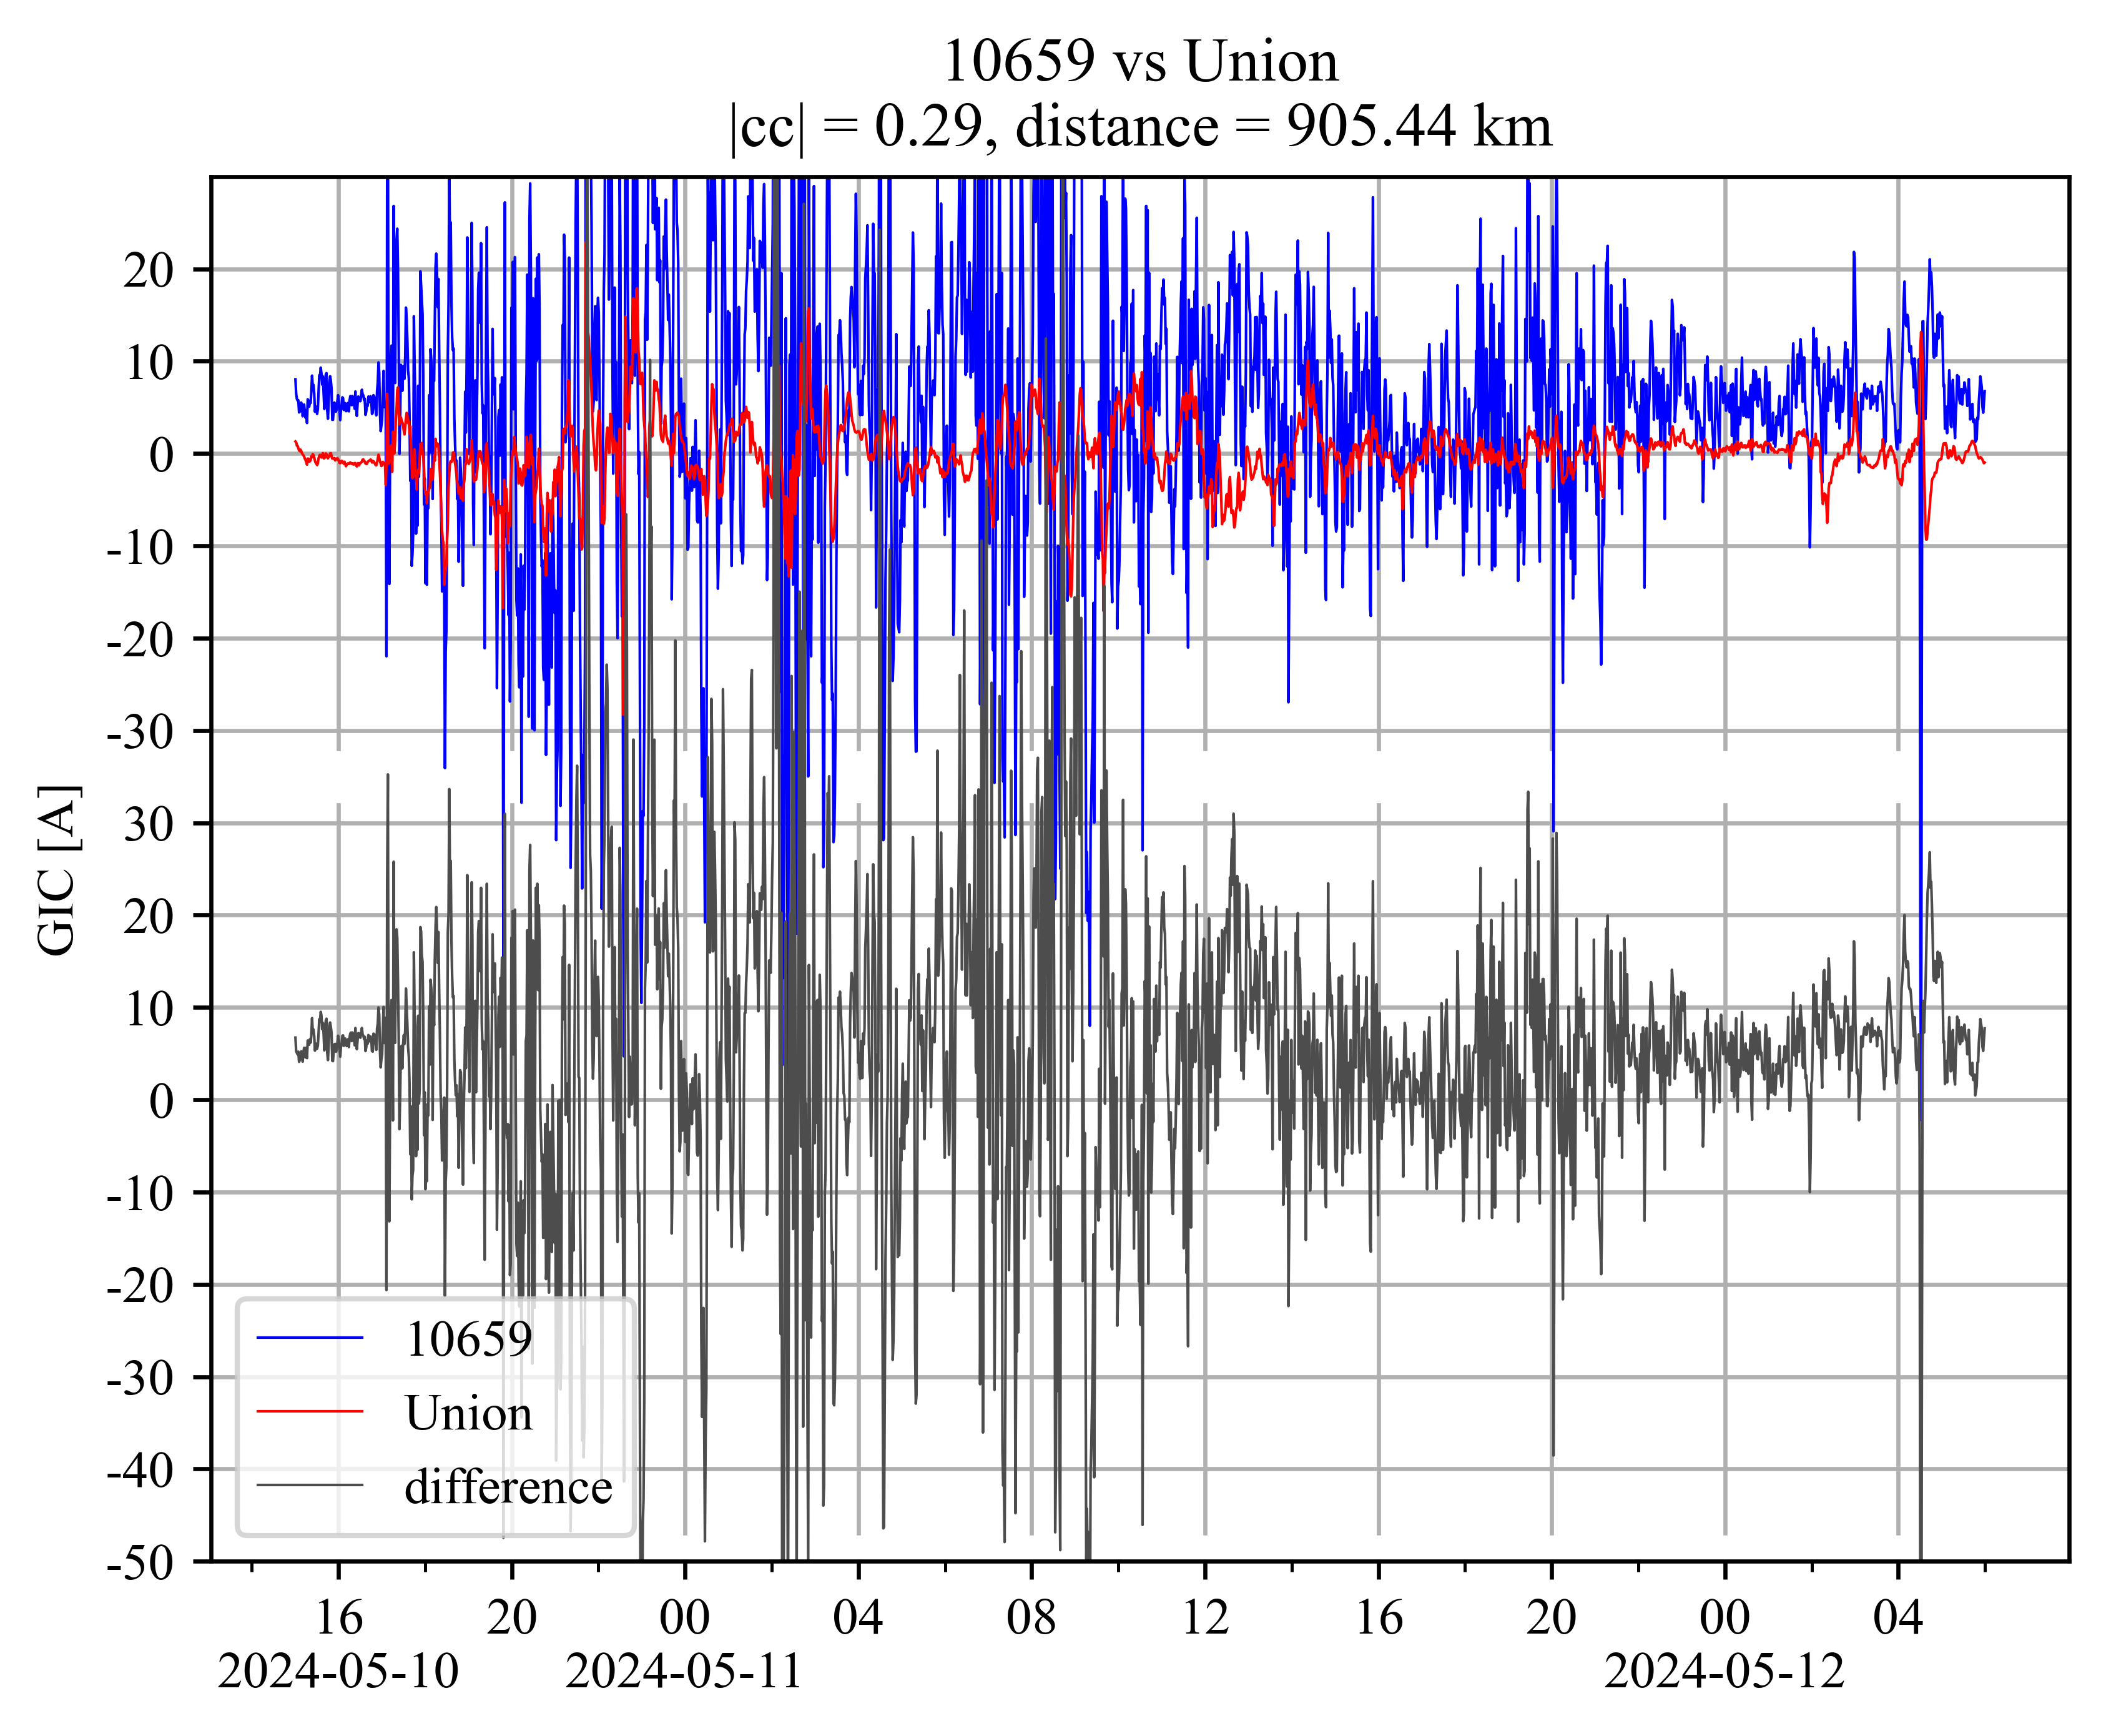 10659 vs Union
|cc| = 0.29, distance = 905.44 km
GIC [A]
20
10
0
-10
-20
-30
30
20
10
0
-10
-20
-30
-40
-50
10659
Union
difference
16 20 00 04 08 12 16 20 00 04
2024-05-10 2024-05-11 2024-05-12